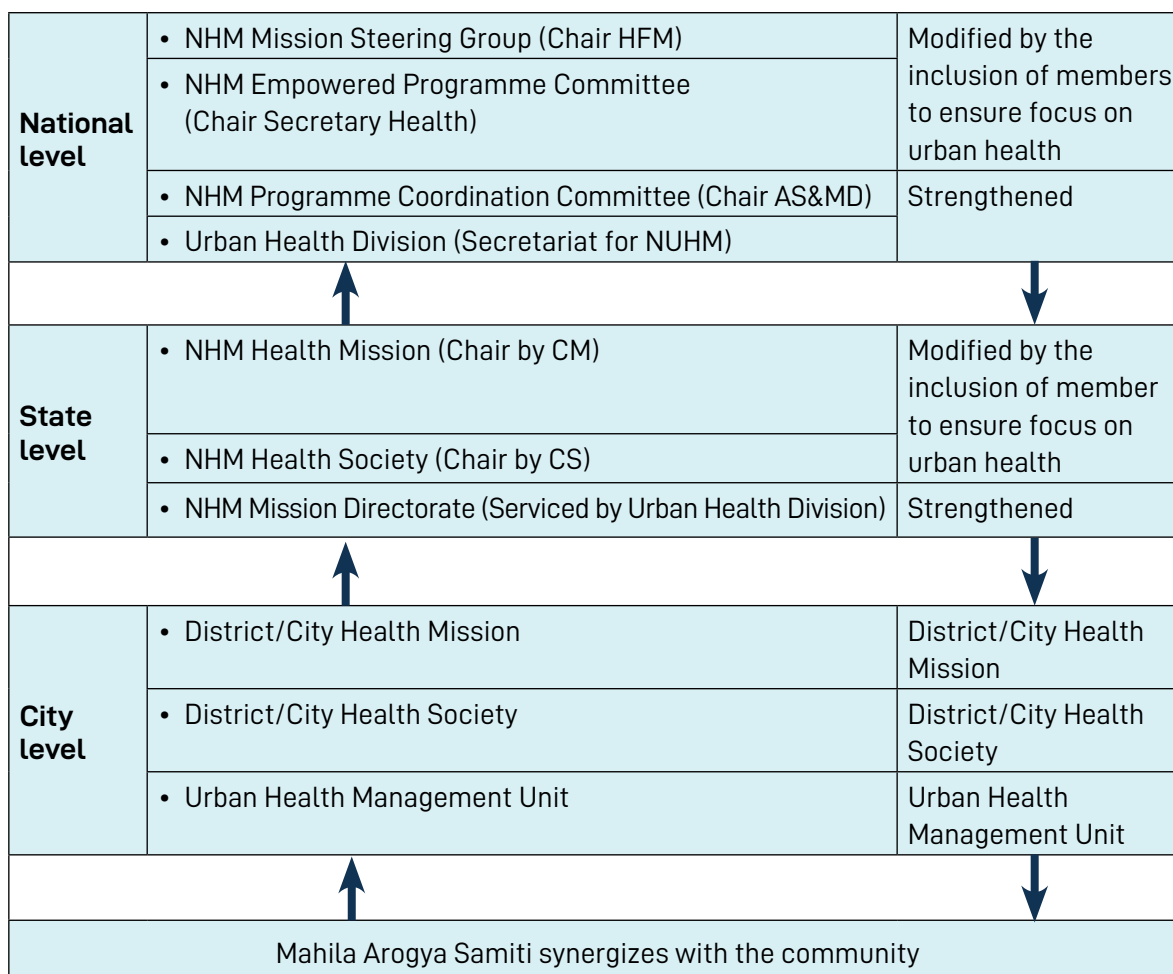 National
level
• NHM Mission Steering Group (Chair HFM)
• NHM Empowered Programme Committee
(Chair Secretary Health)
Modified by the
inclusion of members
to ensure focus on
urban health
• NHM Programme Coordination Committee (Chair AS&MD)
• Urban Health Division (Secretariat for NUHM)
Strengthened
State
level
• NHM Health Mission (Chair by CM)
• NHM Health Society (Chair by CS)
Modified by the
inclusion of member
to ensure focus on
urban health
• NHM Mission Directorate (Serviced by Urban Health Division)
Strengthened
City
level
• District/City Health Mission
District/City Health
Mission
• District/City Health Society
District/City Health
Society
• Urban Health Management Unit
Urban Health
Management Unit
Mahila Arogya Samiti synergizes with the community